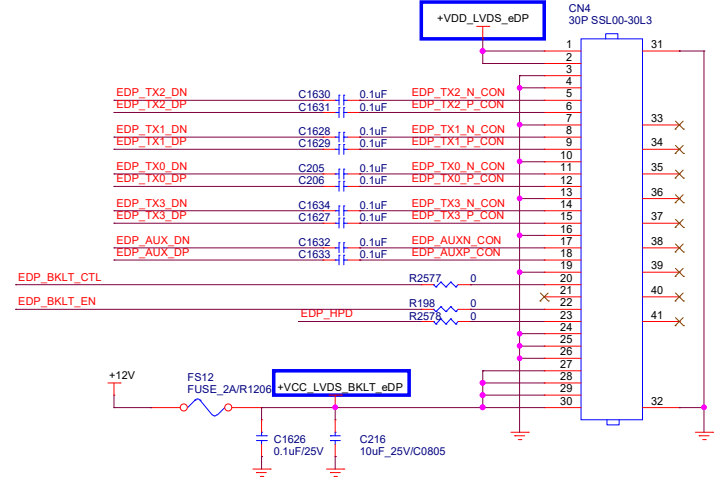 CN4
30P SSL00-30L3
+VDD_LVDS_eDP
1 31
2
3
4
EDP_TX2_DN C1630 0.1uF EDP_TX2_N_CON 5
EDP_TX2_DP C1631 0.1uF EDP_TX2_P_CON 6
7 33
EDP_TX1_DN C1628 0.1uF EDP_TX1_N_CON 8
EDP_TX1_DP C1629 0.1uF EDP_TX1_P_CON 9 34
10
EDP_TX0_DN C205 0.1uF EDP_TX0_N_CON 11 35
EDP_TX0_DP C206 0.1uF EDP_TX0_P_CON 12
13 36
EDP_TX3_DN C1634 0.1uF EDP_TX3_N_CON 14
EDP_TX3_DP C1627 0.1uF EDP_TX3_P_CON 15 37
16
EDP_AUX_DN C1632 0.1uF EDP_AUXN_CON 17 38
EDP_AUX_DP C1633 0.1uF EDP_AUXP_CON 18
19 39
EDP_BKLT_CTL R2577 0 20
21 40
EDP_BKLT_EN R198 0 22
EDP_HPD R2578 0 23 41
24
25
26
27
+12V
FS12
FUSE_2A/R1206
+VCC_LVDS_BKLT_eDP
28
29
30 32
C1626
0.1uF/25V
C216
10uF_25V/C0805